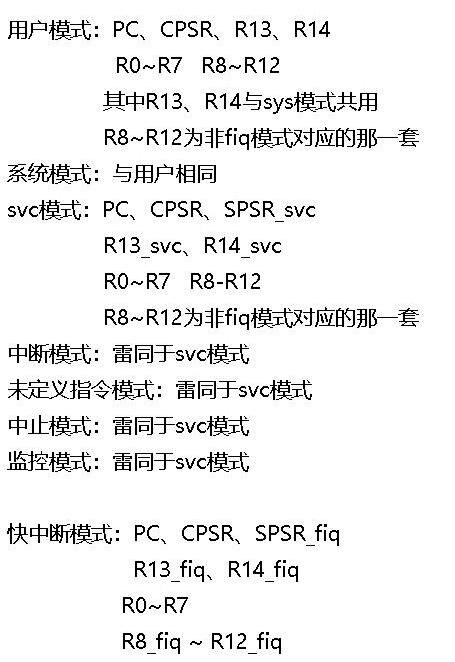 用户模式：PC、CPSR、R13、R14
R0~R7 R8~R12
其中R13、R14与sys模式共用
R8~R12为非fiq模式对应的那一套
系统模式：与用户相同
svc模式：PC、CPSR、SPSR_svc
R13_svc、R14_svc
R0~R7 R8-R12
R8~R12为非fiq模式对应的那一套
中断模式：雷同于svc模式
未定义指令模式：雷同于svc模式
中止模式：雷同于svc模式
监控模式：雷同于svc模式
快中断模式：PC、CPSR、SPSR_fiq
R13_fiq、R14_fiq
R0~R7
R8_fiq ~ R12_fiq